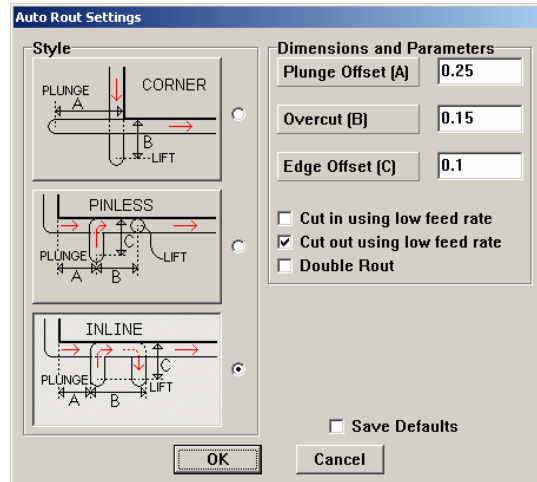 Auto Rout Settings
Style
CORNER
PLUNGE
A
B
LIFT
PINLESS
C
PLUNGE
LIFT
A
B
INLINE
C
PLUNGE
LIFT
A
B
Dimensions and Parameters
Plunge Offset (A)
0.25
Overcut (B)
0.15
Edge Offset (C)
0.1
Cut in using low feed rate
Cut out using low feed rate
Double Rout
Save Defaults
OK
Cancel